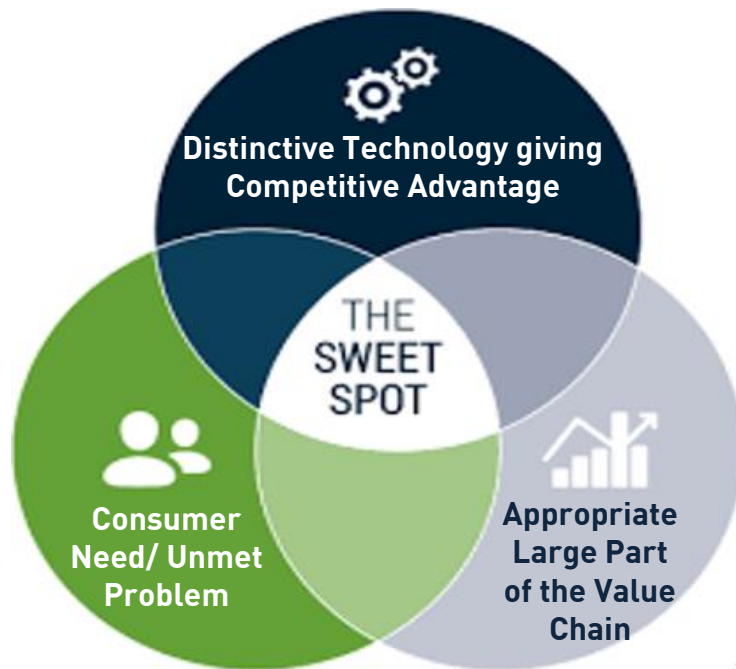 Distinctive Technology giving
Competitive Advantage
THE
SWEET
SPOT
Consumer
Need/ Unmet
Problem
Appropriate
Large Part
of the Value
Chain